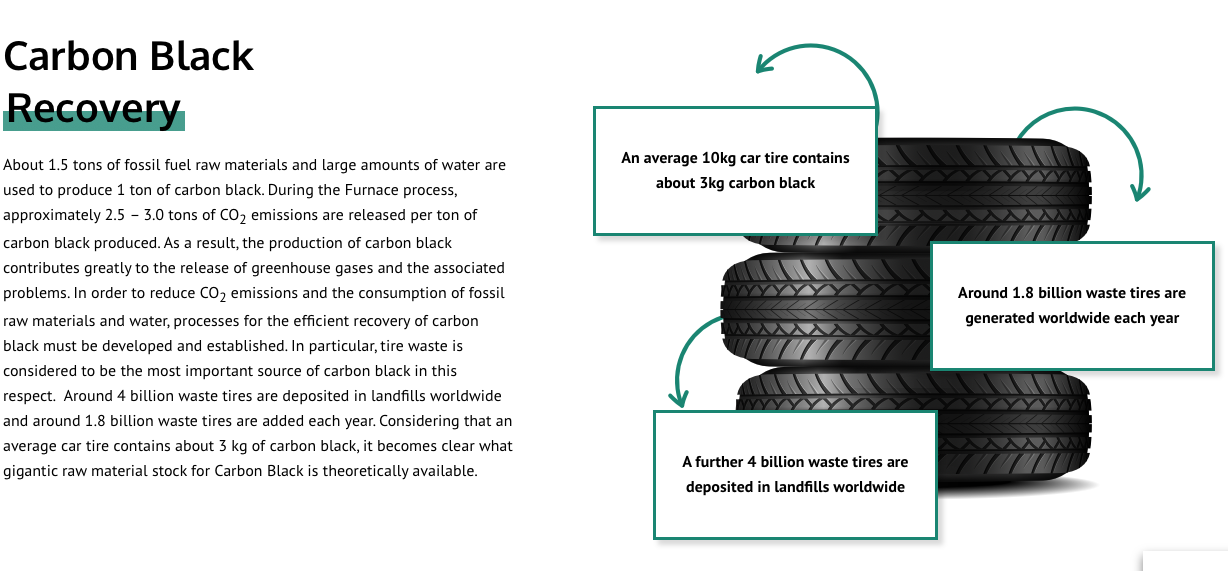 Carbon Black
Recovery
About 1.5 tons of fossil fuel raw materials and large amounts of water are
used to produce 1 ton of carbon black. During the Furnace process,
approximately 2.5 – 3.0 tons of CO2 emissions are released per ton of
carbon black produced. As a result, the production of carbon black
contributes greatly to the release of greenhouse gases and the associated
problems. In order to reduce CO2 emissions and the consumption of fossil
raw materials and water, processes for the efficient recovery of carbon
black must be developed and established. In particular, tire waste is
considered to be the most important source of carbon black in this
respect.  Around 4 billion waste tires are deposited in landfills worldwide
and around 1.8 billion waste tires are added each year. Considering that an
average car tire contains about 3 kg of carbon black, it becomes clear what
gigantic raw material stock for Carbon Black is theoretically available.
An average 10kg car tire contains
about 3kg carbon black
Around 1.8 billion waste tires are
generated worldwide each year
A further 4 billion waste tires are
deposited in landfills worldwide